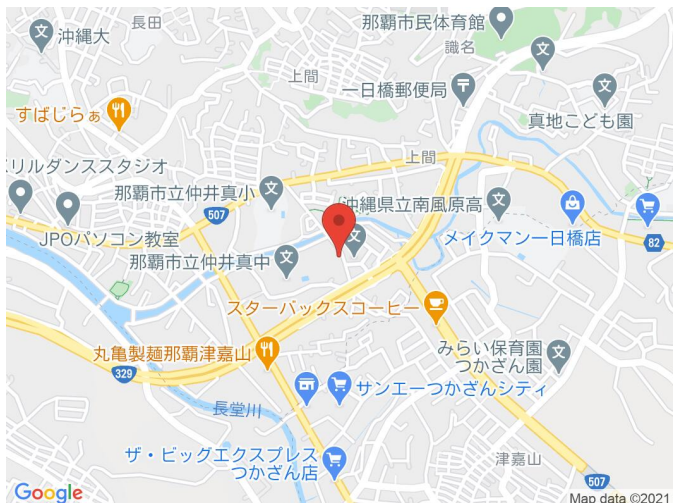 沖縄大
長田
那覇市民体育館
識名
上間
一日橋郵便局
すばじらぁ
真地こども園
メリルダンススタジオ
上間
那覇市立仲井真小
507
沖縄県立南風原高
JPOパソコン教室
メイクマン一日橋店
82
那覇市立仲井真中
スターバックスコーヒー
丸亀製麺那覇津嘉山
みらい保育園
つかざん園
329
サンエーつかざんシティ
長堂川
ザ・ビッグエクスプレス
つかざん店
津嘉山
507
Google
Map data ©2021